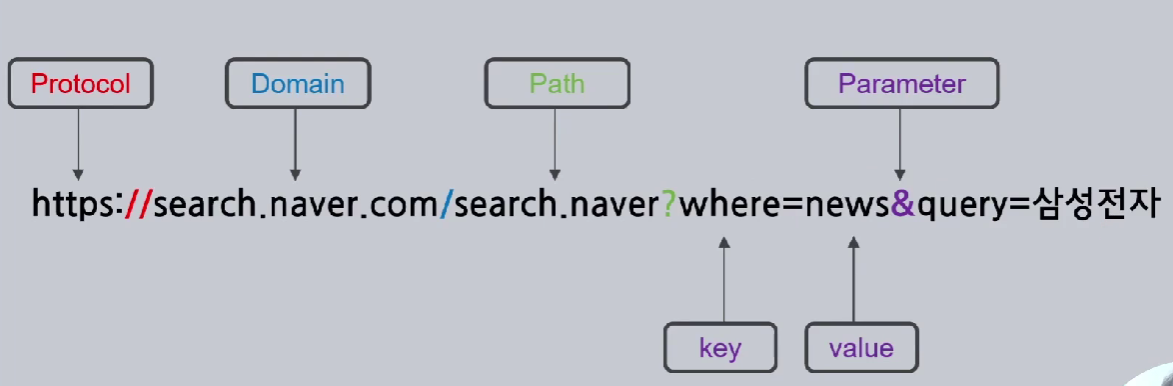 Protocol Domain Path Parameter
https://search.naver.com/search.naver?where=news&query=삼성전자
key value